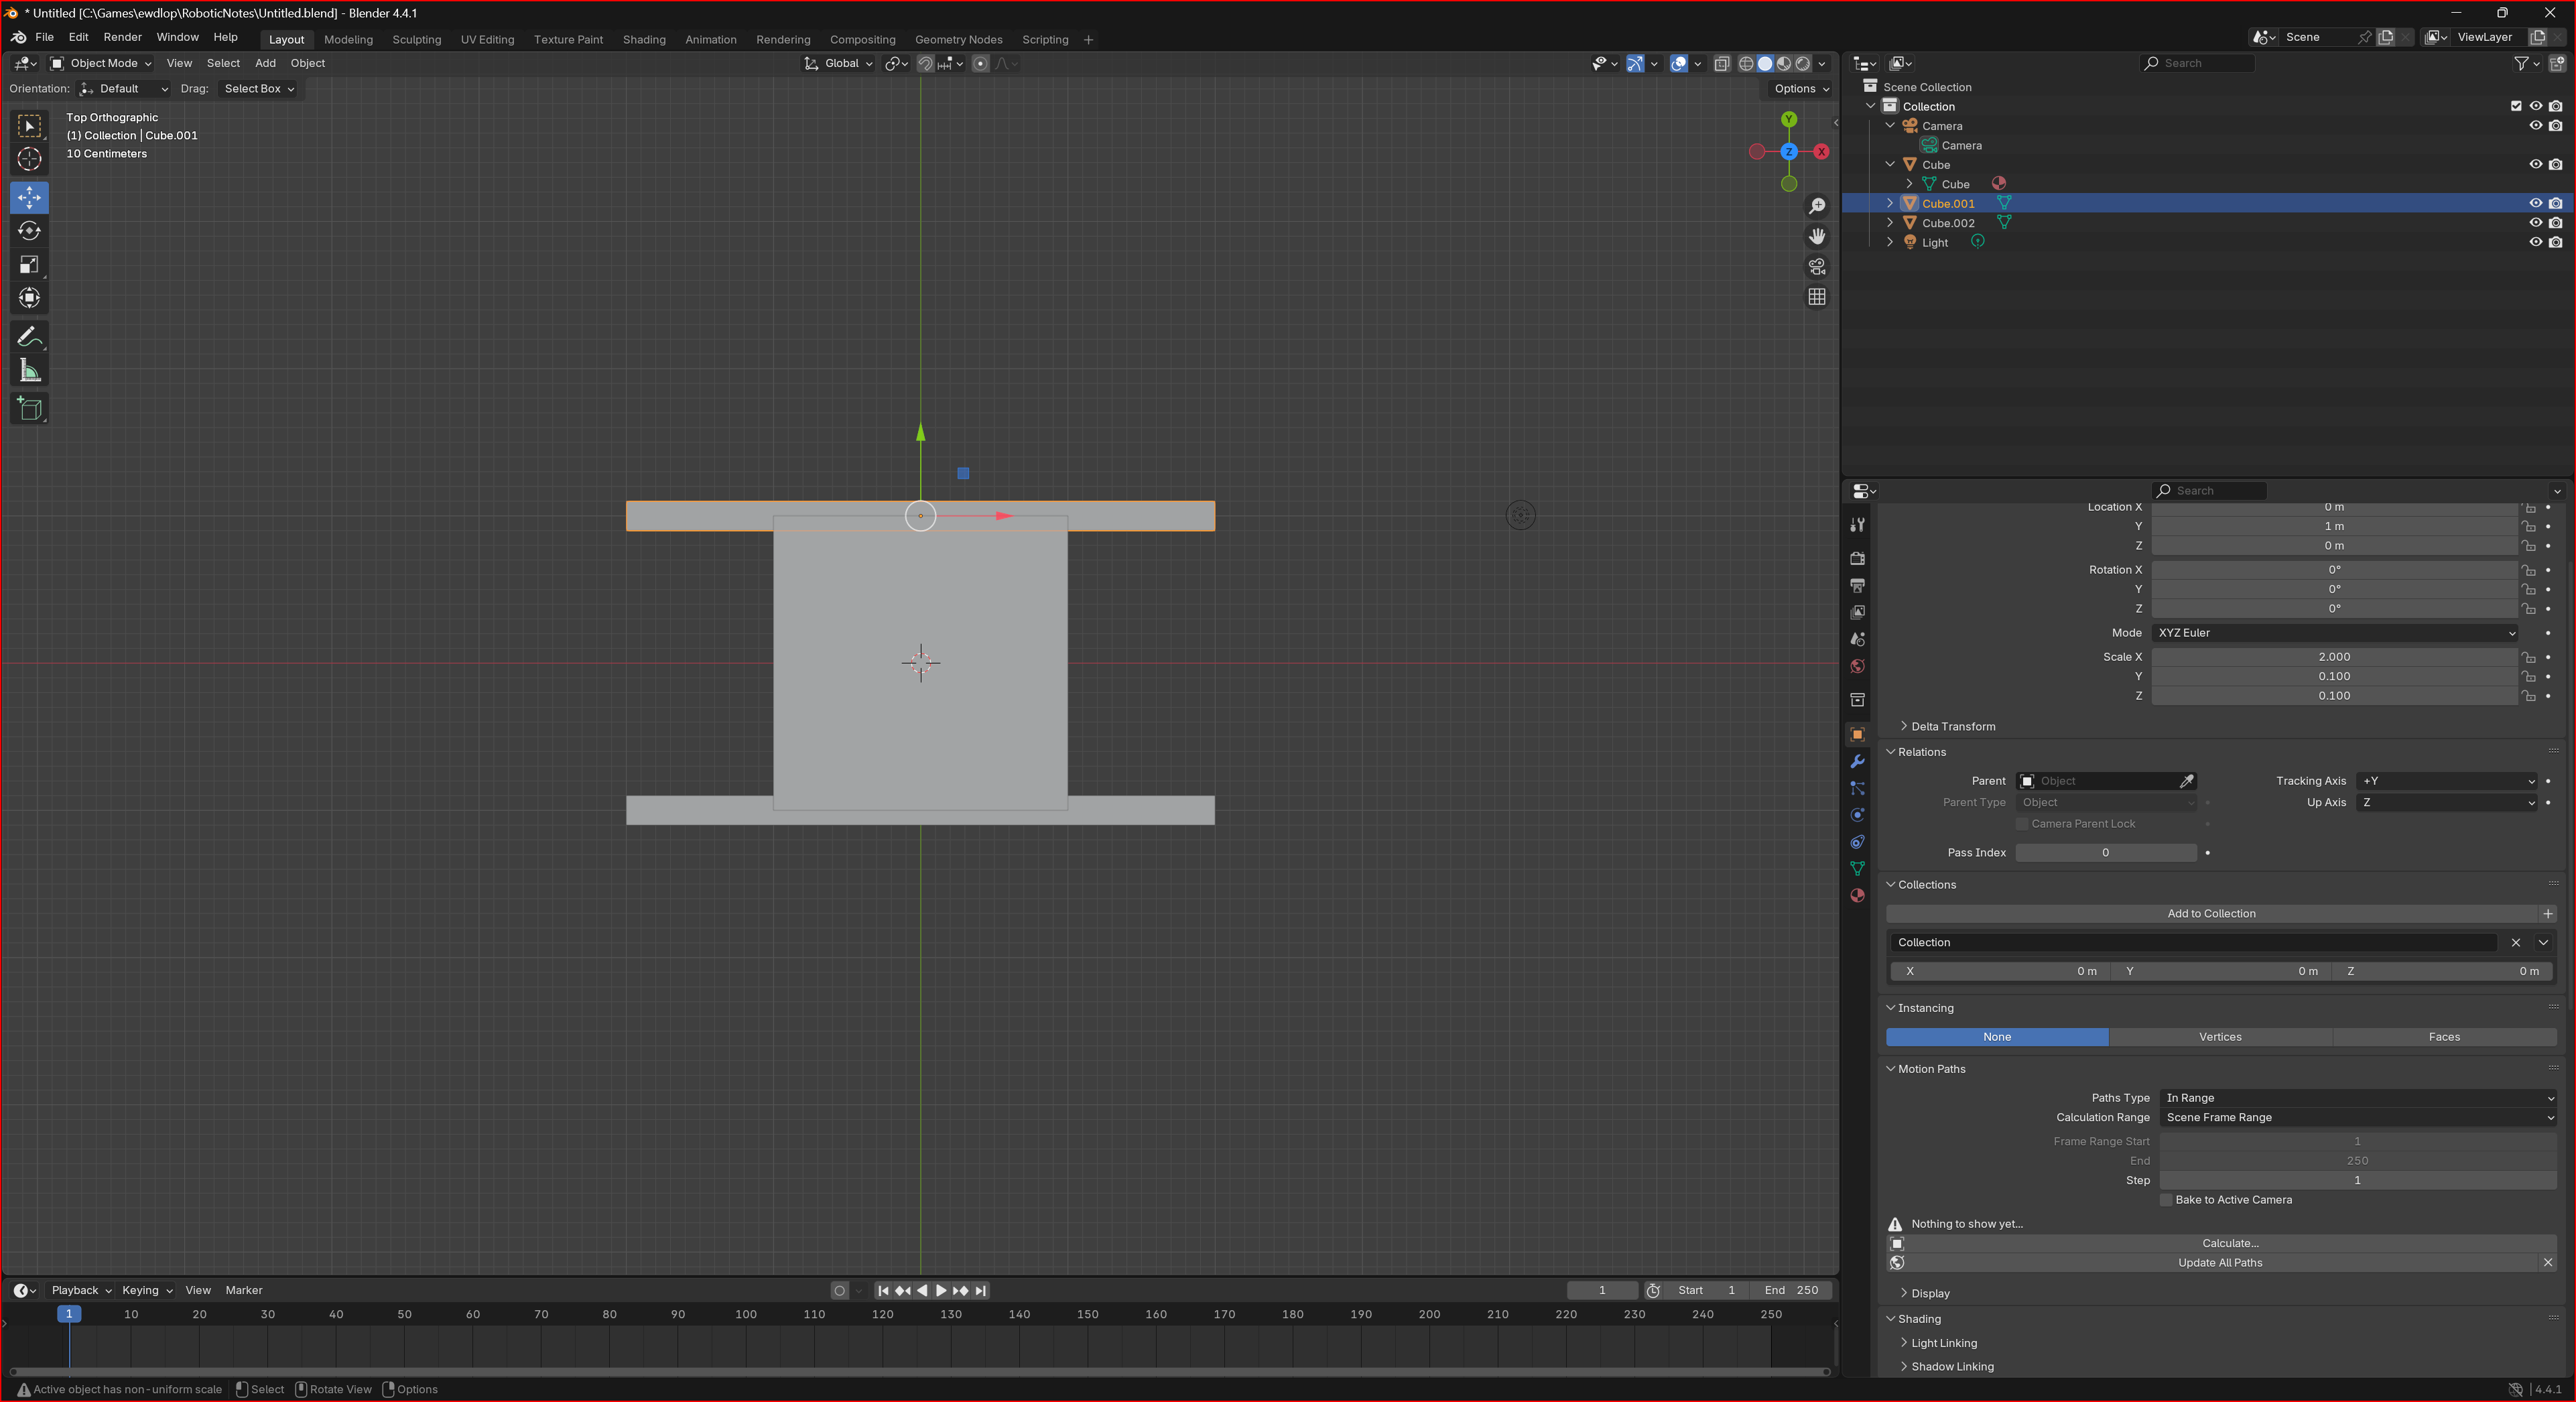 * Untitled [C:\Games\ewdlop\RoboticNotes\Untitled.blend] - Blender 4.4.1
File Edit Render Window Help
Layout Modeling Sculpting UV Editing Texture Paint Shading Animation Rendering Compositing Geometry Nodes Scripting +
Scene
ViewLayer
Object Mode View Select Add Object
Global
Orientation: Default Drag: Select Box
Options
Top Orthographic
(1) Collection | Cube.001
10 Centimeters
Y
Z
X
Search
Scene Collection
Collection
Camera
Camera
Cube
Cube
Cube.001
Cube.002
Light
Search
Location X 0 m
Y 1 m
Z 0 m
Rotation X 0°
Y 0°
Z 0°
Mode XYZ Euler
Scale X 2.000
Y 0.100
Z 0.100
Delta Transform
Relations
Parent Object Tracking Axis +Y
Parent Type Object Up Axis Z
Camera Parent Lock
Pass Index 0
Collections
Add to Collection
Collection
X 0 m Y 0 m Z 0 m
Instancing
None Vertices Faces
Motion Paths
Paths Type In Range
Calculation Range Scene Frame Range
Frame Range Start 1
End 250
Step 1
Bake to Active Camera
Nothing to show yet...
Calculate...
Update All Paths
Display
Shading
Light Linking
Shadow Linking
Playback Keying View Marker
1 Start 1 End 250
1 10 20 30 40 50 60 70 80 90 100 110 120 130 140 150 160 170 180 190 200 210 220 230 240 250
Active object has non-uniform scale Select Rotate View Options
4.4.1